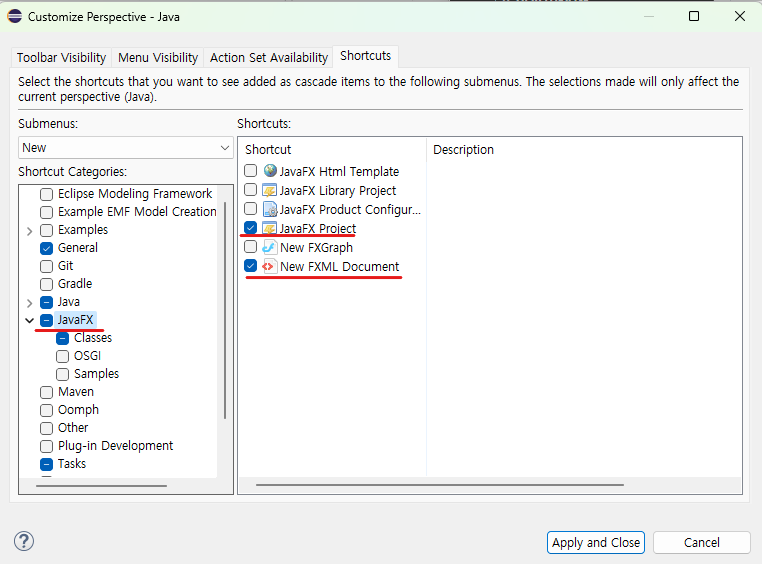 Customize Perspective - Java
Toolbar Visibility
Menu Visibility
Action Set Availability
Shortcuts
Select the shortcuts that you want to see added as cascade items to the following submenus. The selections made will only affect the
current perspective (Java).
Submenus:
New
Shortcut Categories:
Eclipse Modeling Framework
Example EMF Model Creation
Examples
General
Git
Gradle
Java
JavaFX
Classes
OSGI
Samples
Maven
Oomph
Other
Plug-in Development
Tasks
Shortcuts:
Shortcut
Description
JavaFX Html Template
JavaFX Library Project
JavaFX Product Configur...
JavaFX Project
New FXGraph
New FXML Document
?
Apply and Close
Cancel